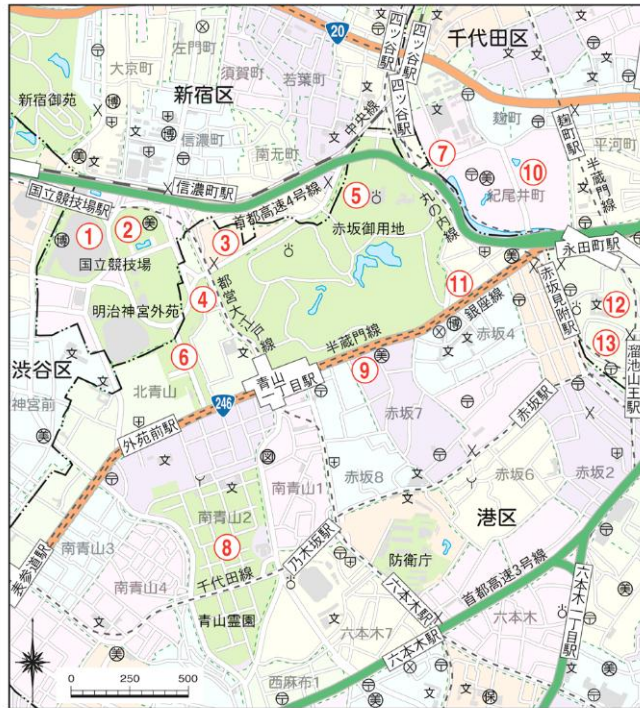 20
四ッ谷駅
四ッ谷駅
千代田区
左門町
大京町
須賀町
若葉町
新宿御苑
新宿区
中央線
麹町
麹町駅
平河町
信濃町
南元町
⑦
⑩
紀尾井町
半蔵門線
信濃町駅
首都高速4号線
⑤
丸の内線
国立競技場駅
赤坂御用地
永田町駅
①
②
③
国立競技場
⑪
赤坂見附駅
都営大江戸線
④
⑫
明治神宮外苑
銀座線
赤坂4
⑬
溜池山王駅
⑥
半蔵門線
渋谷区
⑨
北青山
青山一丁目駅
神宮前
246
赤坂7
赤坂駅
外苑前駅
赤坂8
赤坂6
赤坂2
南青山1
南青山2
港区
南青山3
⑧
乃木坂駅
防衛庁
表参道駅
千代田線
首都高速3号線
南青山4
六本木駅
六本木
六本木一丁目駅
青山霊園
六本木7
六本木駅
西麻布1
0 250 500